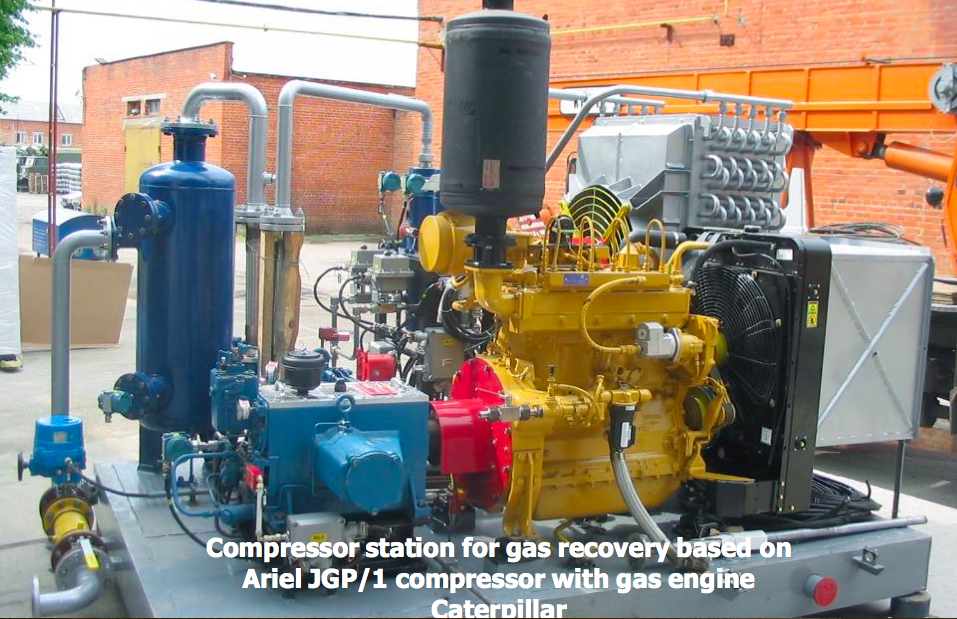 Compressor station for gas recovery based on
Ariel JGP/1 compressor with gas engine
Caterpillar